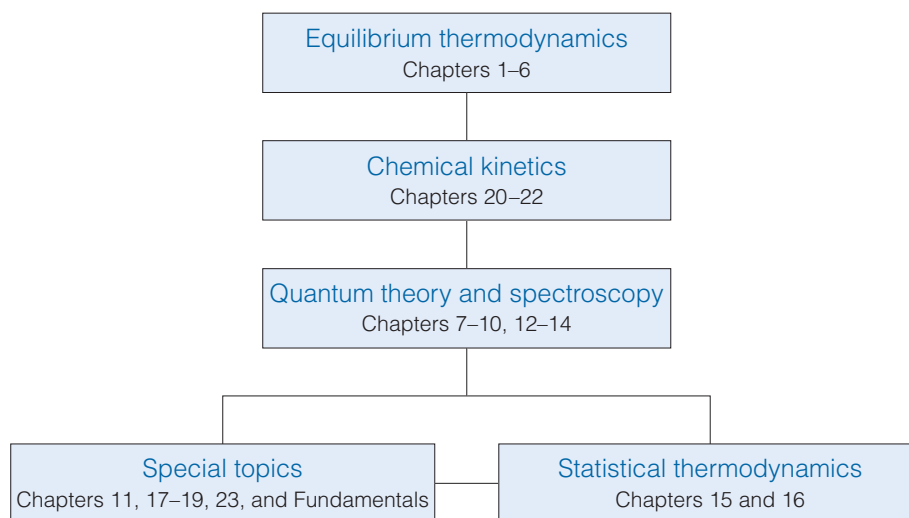 Equilibrium thermodynamics
Chapters 1–6
Chemical kinetics
Chapters 20–22
Quantum theory and spectroscopy
Chapters 7–10, 12–14
Special topics
Chapters 11, 17–19, 23, and Fundamentals
Statistical thermodynamics
Chapters 15 and 16